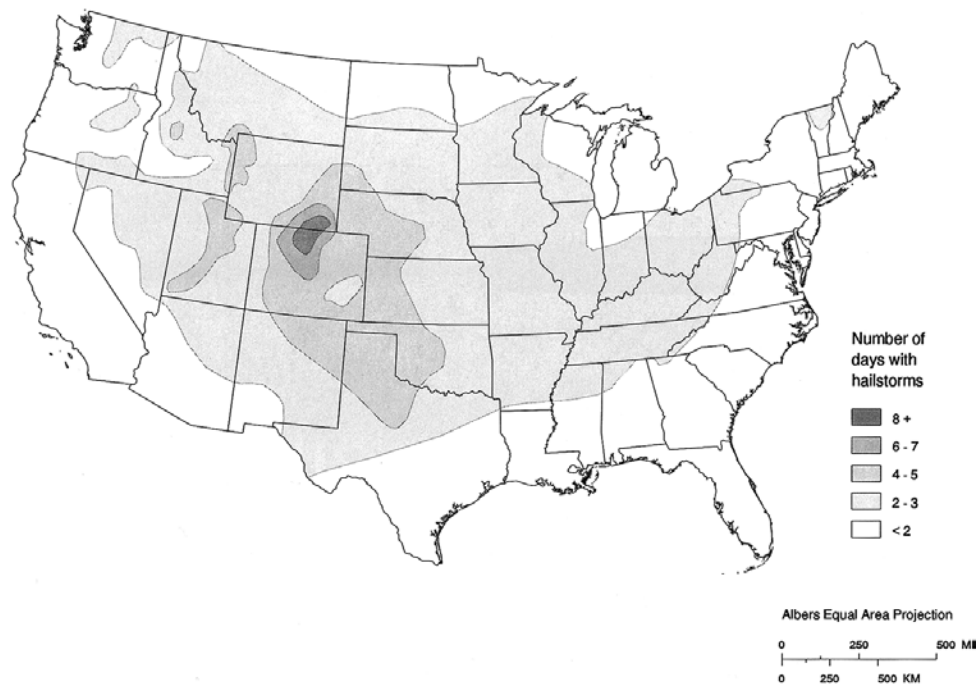 Number of
days with
hailstorms
8 +
6 - 7
4 - 5
2 - 3
< 2
Albers Equal Area Projection
0 250 500 MI
0 250 500 KM